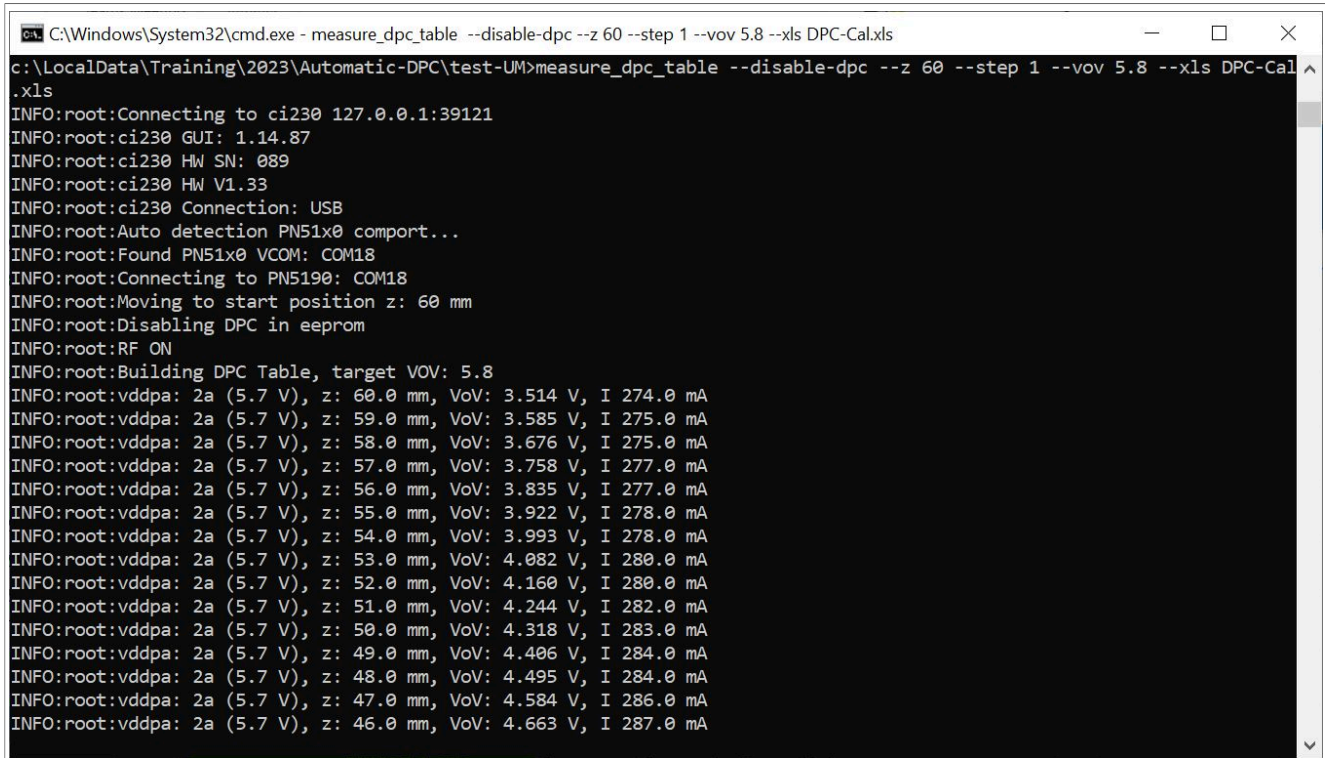 C:\Windows\System32\cmd.exe - measure_dpc_table --disable-dpc --z 60 --step 1 --vov 5.8 --xls DPC-Cal.xls
c:\LocalData\Training\2023\Automatic-DPC\test-UM>measure_dpc_table --disable-dpc --z 60 --step 1 --vov 5.8 --xls DPC-Cal
.xls
INFO:root:Connecting to ci230 127.0.0.1:39121
INFO:root:ci230 GUI: 1.14.87
INFO:root:ci230 HW SN: 089
INFO:root:ci230 HW V1.33
INFO:root:ci230 Connection: USB
INFO:root:Auto detection PN51x0 comport...
INFO:root:Found PN51x0 VCOM: COM18
INFO:root:Connecting to PN5190: COM18
INFO:root:Moving to start position z: 60 mm
INFO:root:Disabling DPC in eeprom
INFO:root:RF ON
INFO:root:Building DPC Table, target VOV: 5.8
INFO:root:vddpa: 2a (5.7 V), z: 60.0 mm, VoV: 3.514 V, I 274.0 mA
INFO:root:vddpa: 2a (5.7 V), z: 59.0 mm, VoV: 3.585 V, I 275.0 mA
INFO:root:vddpa: 2a (5.7 V), z: 58.0 mm, VoV: 3.676 V, I 275.0 mA
INFO:root:vddpa: 2a (5.7 V), z: 57.0 mm, VoV: 3.758 V, I 277.0 mA
INFO:root:vddpa: 2a (5.7 V), z: 56.0 mm, VoV: 3.835 V, I 277.0 mA
INFO:root:vddpa: 2a (5.7 V), z: 55.0 mm, VoV: 3.922 V, I 278.0 mA
INFO:root:vddpa: 2a (5.7 V), z: 54.0 mm, VoV: 3.993 V, I 278.0 mA
INFO:root:vddpa: 2a (5.7 V), z: 53.0 mm, VoV: 4.082 V, I 280.0 mA
INFO:root:vddpa: 2a (5.7 V), z: 52.0 mm, VoV: 4.160 V, I 280.0 mA
INFO:root:vddpa: 2a (5.7 V), z: 51.0 mm, VoV: 4.244 V, I 282.0 mA
INFO:root:vddpa: 2a (5.7 V), z: 50.0 mm, VoV: 4.318 V, I 283.0 mA
INFO:root:vddpa: 2a (5.7 V), z: 49.0 mm, VoV: 4.406 V, I 284.0 mA
INFO:root:vddpa: 2a (5.7 V), z: 48.0 mm, VoV: 4.495 V, I 284.0 mA
INFO:root:vddpa: 2a (5.7 V), z: 47.0 mm, VoV: 4.584 V, I 286.0 mA
INFO:root:vddpa: 2a (5.7 V), z: 46.0 mm, VoV: 4.663 V, I 287.0 mA